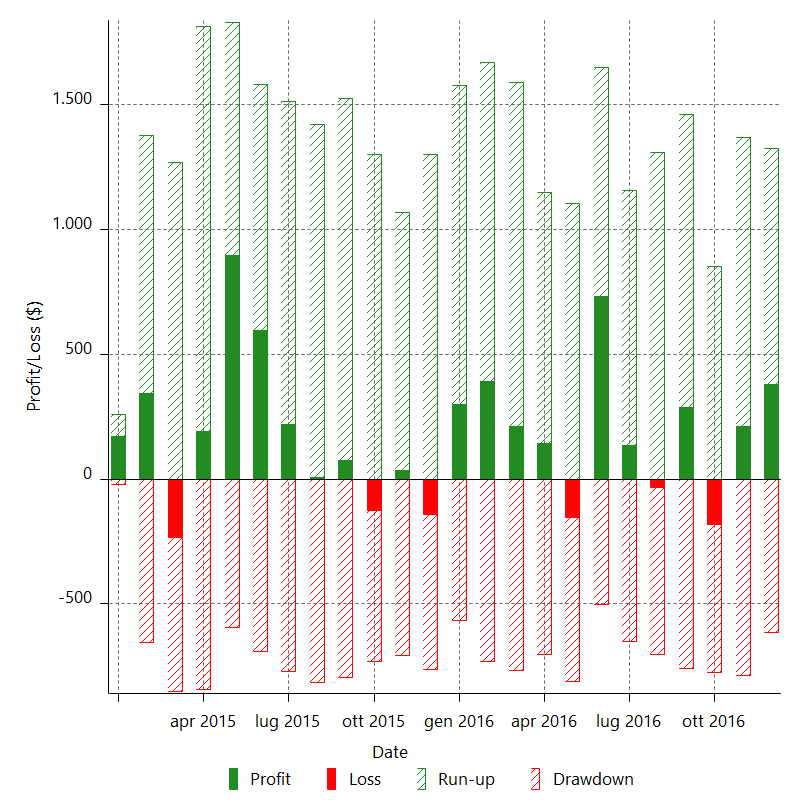 1.500
1.000
500
0
-500
Profit/Loss ($)
apr 2015 lug 2015 ott 2015 gen 2016 apr 2016 lug 2016 ott 2016
Date
Profit Loss Run-up Drawdown